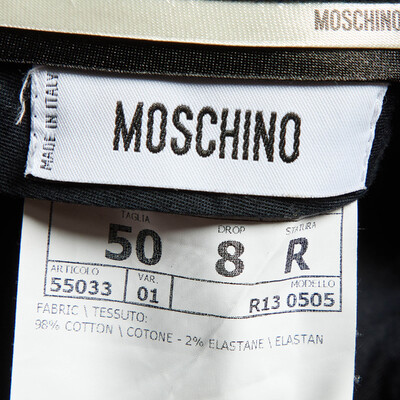 MOSCHINO
MADE IN ITALY
MOSCHINO
TAGLIA DROP STATURA
50 8 R
ARTICOLO VAR. MODELLO
55033 01 R13 0505
FABRIC \ TESSUTO:
98% COTTON \ COTONE - 2% ELASTANE \ ELASTAN